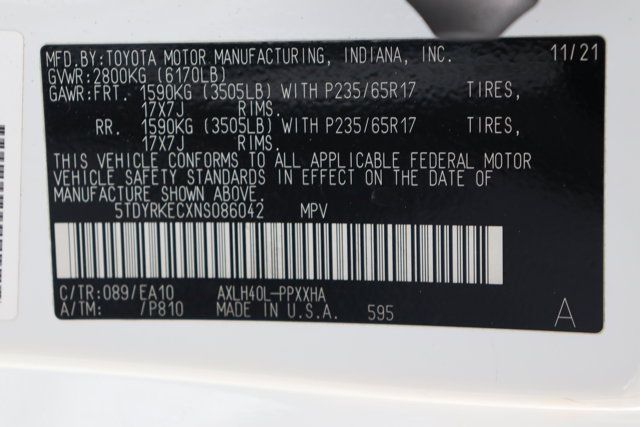 MFD.BY:TOYOTA MOTOR MANUFACTURING, INDIANA, INC. 11/21
GVWR:2800KG (6170LB)
GAWR:FRT. 1590KG (3505LB) WITH P235/65R17 TIRES,
17X7J RIMS.
RR. 1590KG (3505LB) WITH P235/65R17 TIRES,
17X7J RIMS.
THIS VEHICLE CONFORMS TO ALL APPLICABLE FEDERAL MOTOR
VEHICLE SAFETY STANDARDS IN EFFECT ON THE DATE OF
MANUFACTURE SHOWN ABOVE.
5TDYRKECXNS086042 MPV
C/TR:089/EA10 AXLH40L-PPXXHA
A/TM: /P810 MADE IN U.S.A. 595 A